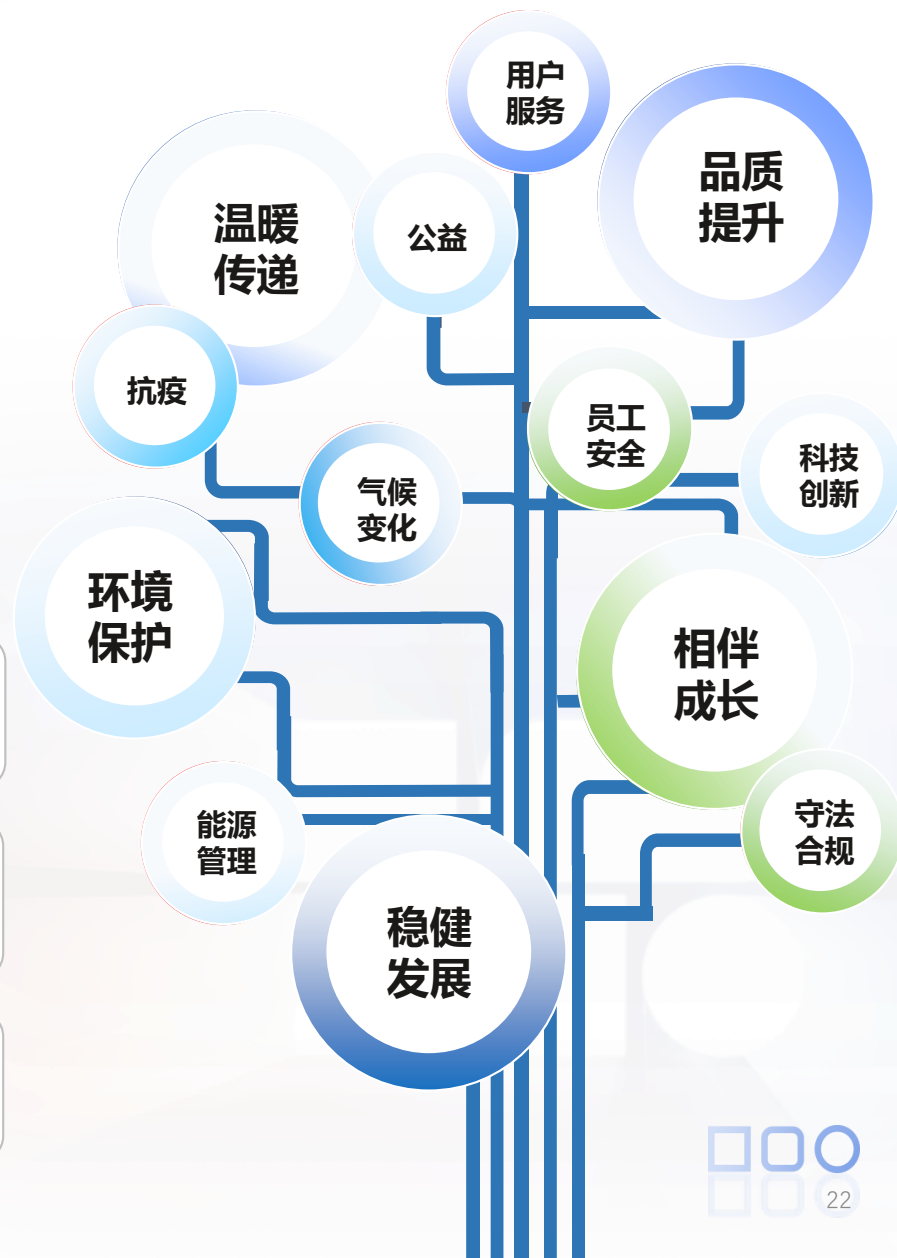 用户
服务
品质
提升
温暖
传递
公益
抗疫
员工
安全
科技
创新
气候
变化
环境
保护
相伴
成长
能源
管理
守法
合规
稳健
发展
22